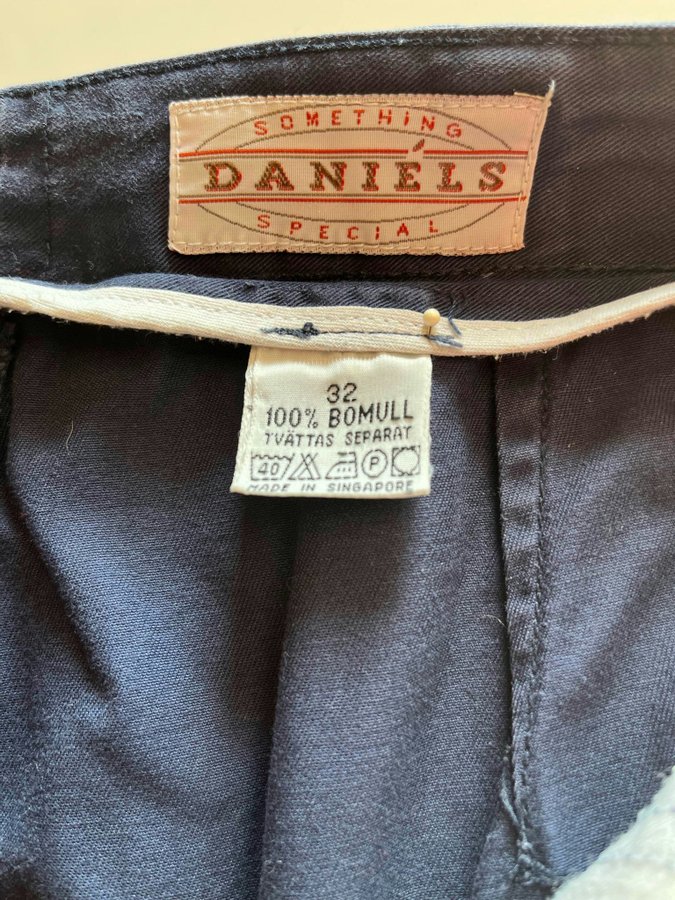 SOMETHING
DANIÉLS
SPECIAL
32
100% BOMULL
TVÄTTAS SEPARAT
40 P
MADE IN SINGAPORE